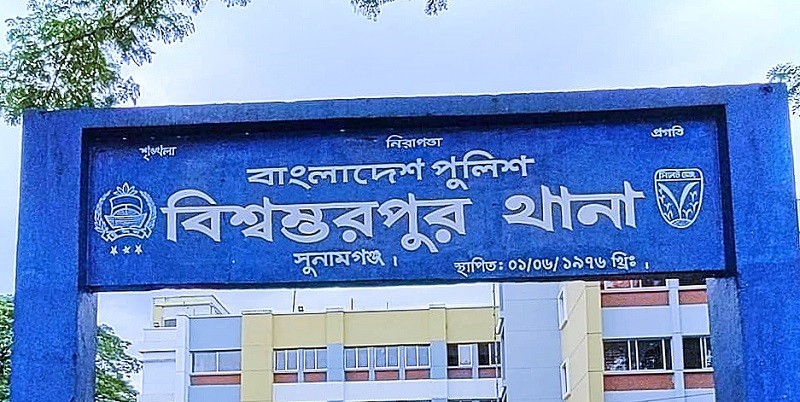 শৃঙ্খলা নিরাপত্তা প্রগতি
বাংলাদেশ পুলিশ
বিশ্বম্ভরপুর থানা
সিলেট রেঞ্জ
সুনামগঞ্জ ।
স্থাপিত: ০১/০৬/১৯৭৬ খ্রিঃ ।